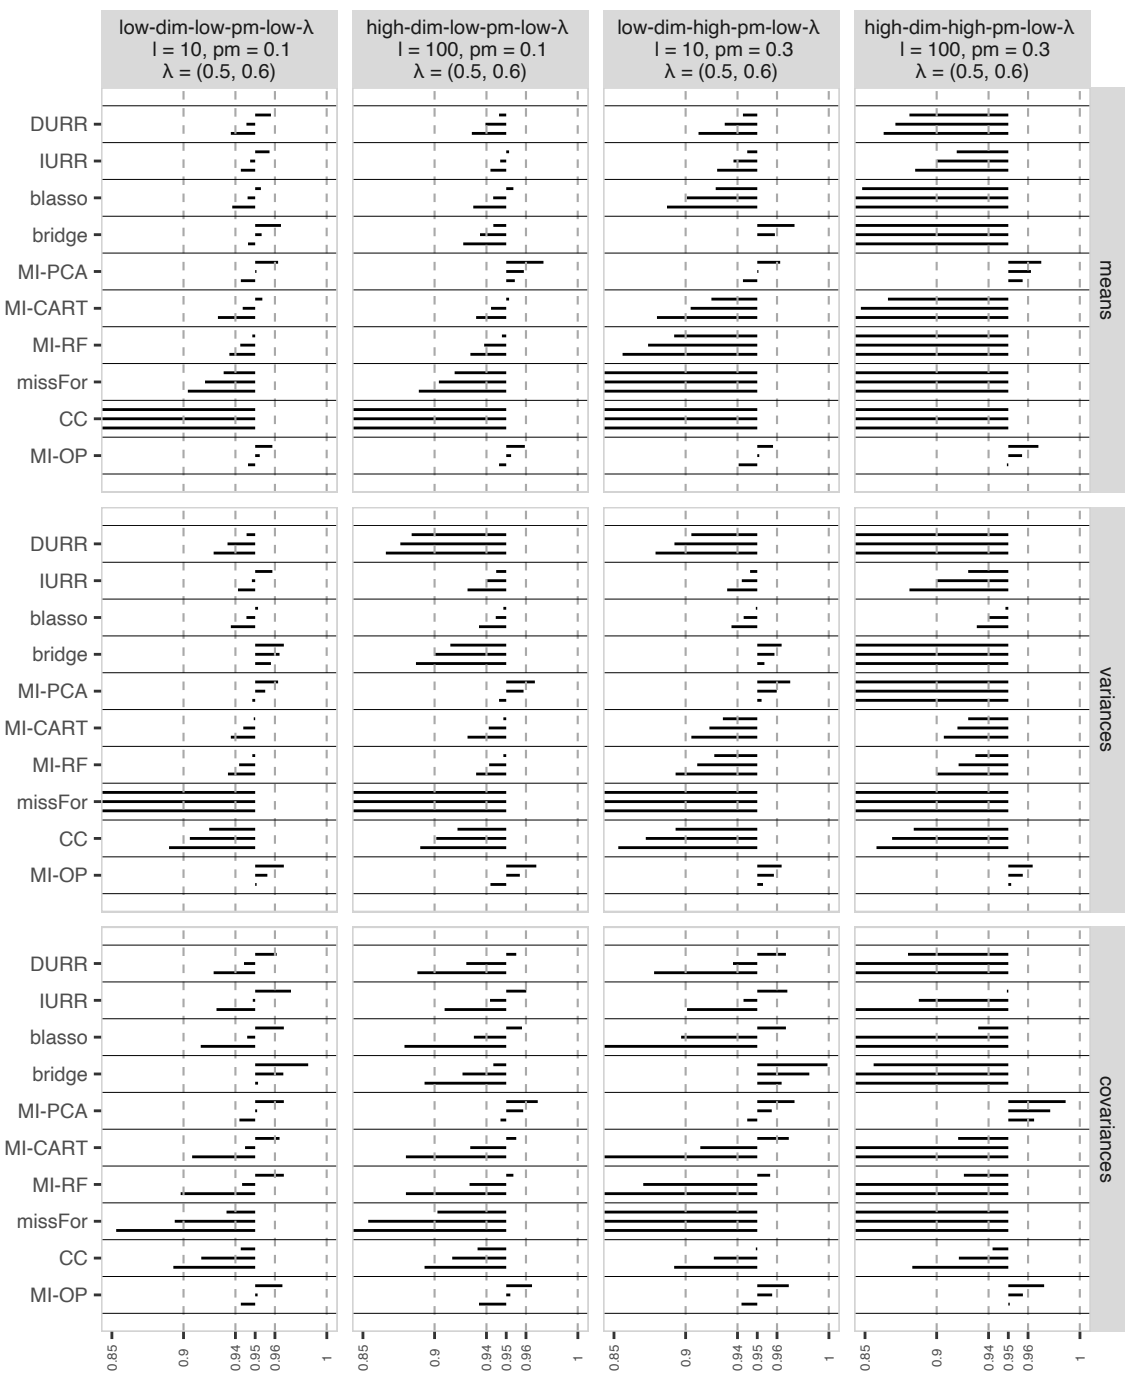 low-dim-low-pm-low-λ
l = 10, pm = 0.1
λ = (0.5, 0.6)
high-dim-low-pm-low-λ
l = 100, pm = 0.1
λ = (0.5, 0.6)
low-dim-high-pm-low-λ
l = 10, pm = 0.3
λ = (0.5, 0.6)
high-dim-high-pm-low-λ
l = 100, pm = 0.3
λ = (0.5, 0.6)
DURR
IURR
blasso
bridge
MI-PCA
MI-CART
MI-RF
missFor
CC
MI-OP
means
DURR
IURR
blasso
bridge
MI-PCA
MI-CART
MI-RF
missFor
CC
MI-OP
variances
DURR
IURR
blasso
bridge
MI-PCA
MI-CART
MI-RF
missFor
CC
MI-OP
covariances
0.85
0.9
0.94
0.95
0.96
1
0.85
0.9
0.94
0.95
0.96
1
0.85
0.9
0.94
0.95
0.96
1
0.85
0.9
0.94
0.95
0.96
1